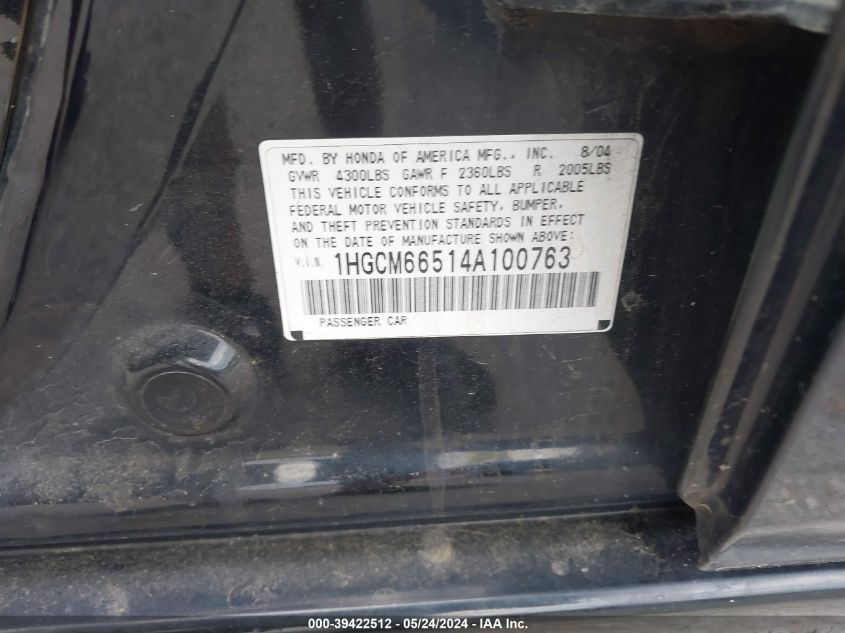 MFD. BY HONDA OF AMERICA MFG., INC. 8/04
GVWR 4300LBS GAWR F 2360LBS R 2005LBS
THIS VEHICLE CONFORMS TO ALL APPLICABLE
FEDERAL MOTOR VEHICLE SAFETY, BUMPER,
AND THEFT PREVENTION STANDARDS IN EFFECT
ON THE DATE OF MANUFACTURE SHOWN ABOVE:
V.I.N. 1HGCM66514A100763
PASSENGER CAR
000-39422512 - 05/24/2024 - IAA Inc.